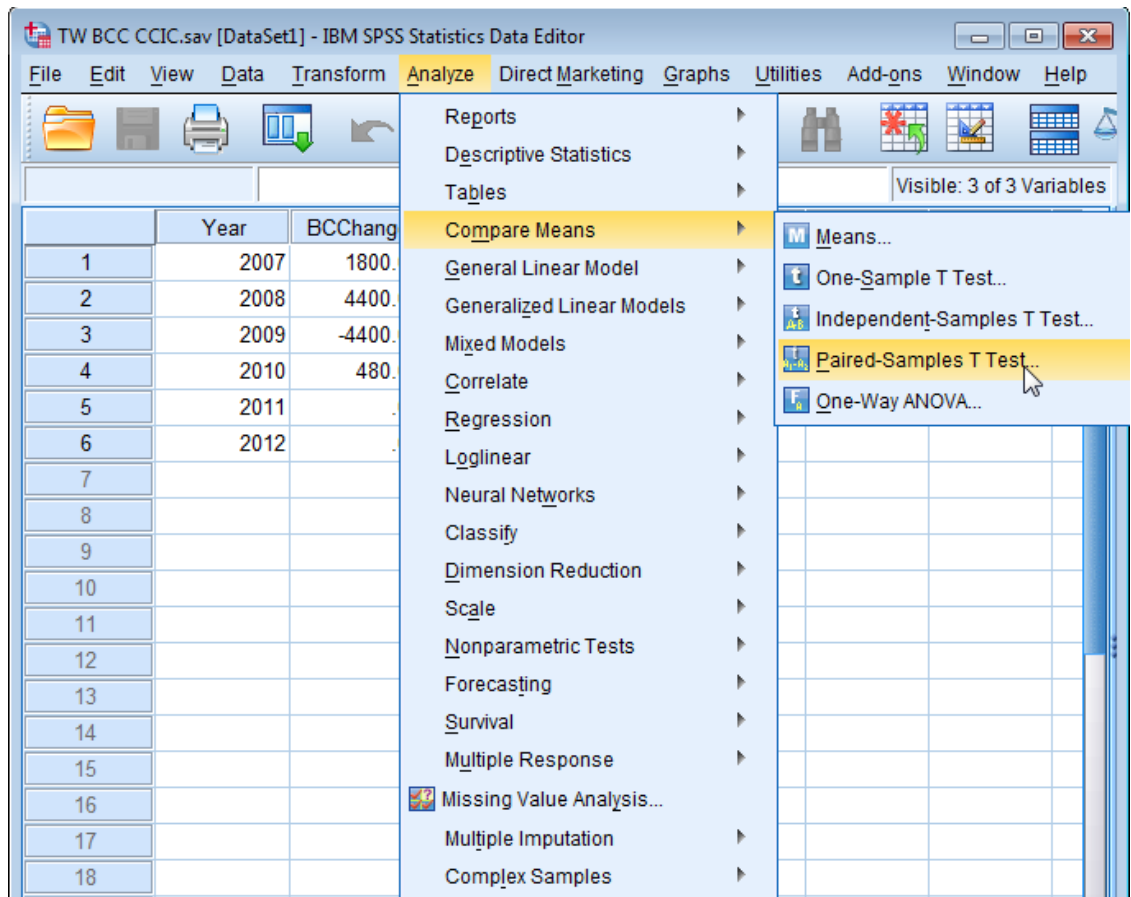 TW BCC CCIC.sav [DataSet1] - IBM SPSS Statistics Data Editor
File Edit View Data Transform Analyze Direct Marketing Graphs Utilities Add-ons Window Help
Visible: 3 of 3 Variables
Year BCChang
1 2007 1800.
2 2008 4400.
3 2009 -4400.
4 2010 480.
5 2011 .
6 2012 .
7
8
9
10
11
12
13
14
15
16
17
18
Reports
Descriptive Statistics
Tables
Compare Means
General Linear Model
Generalized Linear Models
Mixed Models
Correlate
Regression
Loglinear
Neural Networks
Classify
Dimension Reduction
Scale
Nonparametric Tests
Forecasting
Survival
Multiple Response
Missing Value Analysis...
Multiple Imputation
Complex Samples
M Means...
t One-Sample T Test...
Independent-Samples T Test...
Paired-Samples T Test...
One-Way ANOVA...